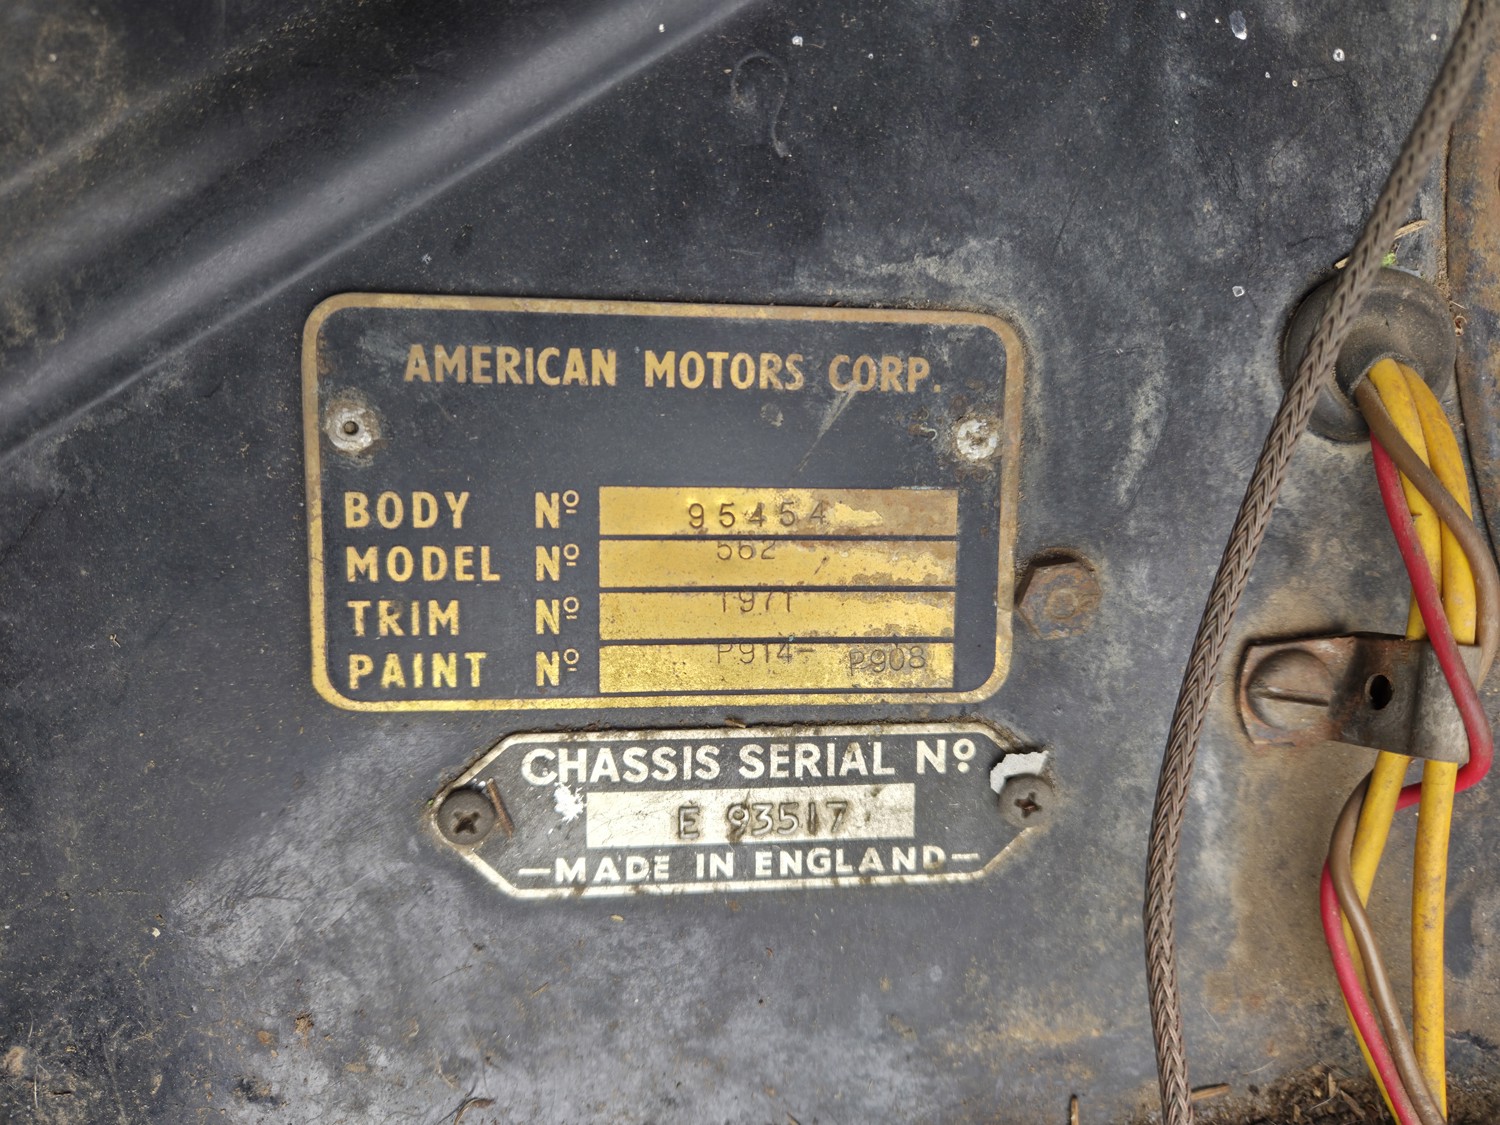 AMERICAN MOTORS CORP.
BODY Nº 95454
MODEL Nº 562
TRIM Nº T971
PAINT Nº P914- P908
CHASSIS SERIAL Nº
E 93517
—MADE IN ENGLAND—